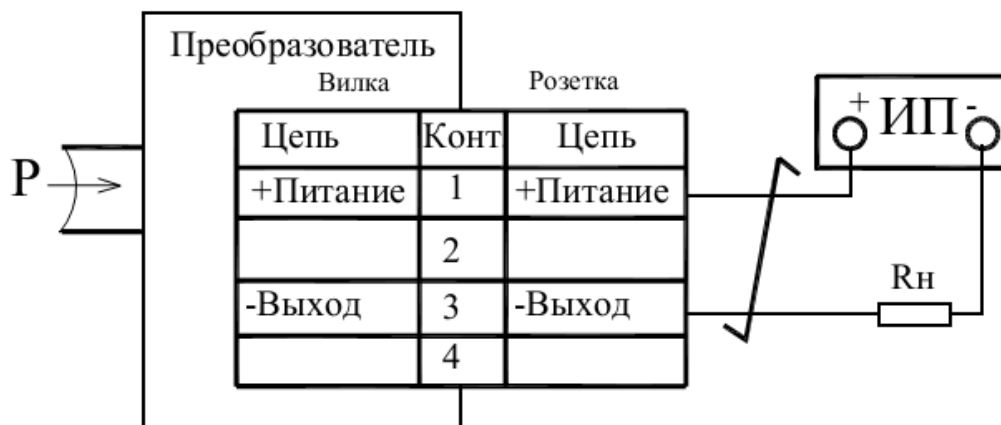 Преобразователь
Вилка Розетка
Цепь Конт Цепь
+ ИП -
P
+Питание 1 +Питание
2
Rн
-Выход 3 -Выход
4